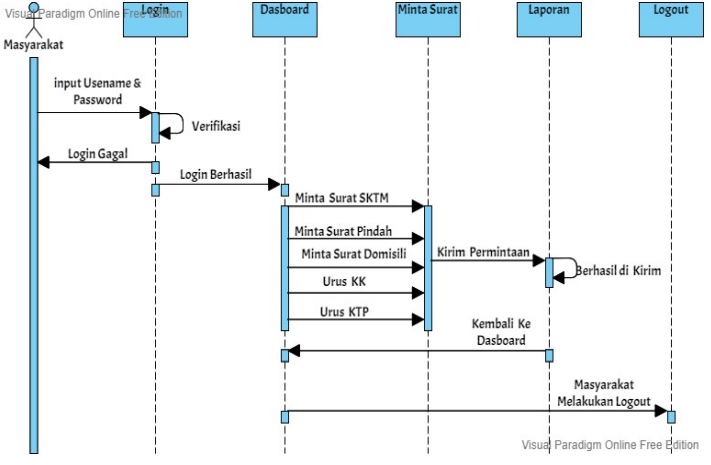 Visual Paradigm Online Free Edition
Login
Dasboard
Minta Surat
Laporan
Logout
Masyarakat
input Usename &
Password
Verifikasi
Login Gagal
Login Berhasil
Minta Surat SKTM
Minta Surat Pindah
Minta Surat Domisili
Kirim Permintaan
Berhasil di Kirim
Urus KK
Urus KTP
Kembali Ke
Dasboard
Masyarakat
Melakukan Logout
Visual Paradigm Online Free Edition